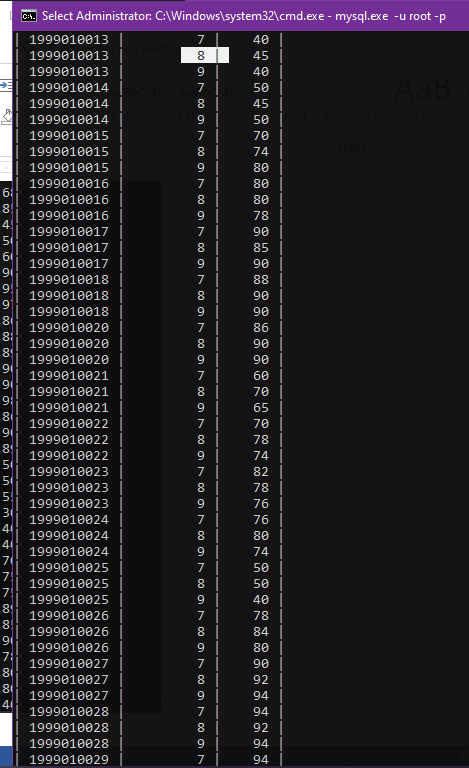 Select Administrator: C:\Windows\system32\cmd.exe - mysql.exe -u root -p
| 1999010013 | 7 | 40 |
| 1999010013 | 8 | 45 |
| 1999010013 | 9 | 40 |
| 1999010014 | 7 | 50 |
| 1999010014 | 8 | 45 |
| 1999010014 | 9 | 50 |
| 1999010015 | 7 | 70 |
| 1999010015 | 8 | 74 |
| 1999010015 | 9 | 80 |
| 1999010016 | 7 | 80 |
| 1999010016 | 8 | 80 |
| 1999010016 | 9 | 78 |
| 1999010017 | 7 | 90 |
| 1999010017 | 8 | 85 |
| 1999010017 | 9 | 90 |
| 1999010018 | 7 | 88 |
| 1999010018 | 8 | 90 |
| 1999010018 | 9 | 90 |
| 1999010020 | 7 | 86 |
| 1999010020 | 8 | 90 |
| 1999010020 | 9 | 90 |
| 1999010021 | 7 | 60 |
| 1999010021 | 8 | 70 |
| 1999010021 | 9 | 65 |
| 1999010022 | 7 | 70 |
| 1999010022 | 8 | 78 |
| 1999010022 | 9 | 74 |
| 1999010023 | 7 | 82 |
| 1999010023 | 8 | 78 |
| 1999010023 | 9 | 76 |
| 1999010024 | 7 | 76 |
| 1999010024 | 8 | 80 |
| 1999010024 | 9 | 74 |
| 1999010025 | 7 | 50 |
| 1999010025 | 8 | 50 |
| 1999010025 | 9 | 40 |
| 1999010026 | 7 | 78 |
| 1999010026 | 8 | 84 |
| 1999010026 | 9 | 80 |
| 1999010027 | 7 | 90 |
| 1999010027 | 8 | 92 |
| 1999010027 | 9 | 94 |
| 1999010028 | 7 | 94 |
| 1999010028 | 8 | 92 |
| 1999010028 | 9 | 94 |
| 1999010029 | 7 | 94 |